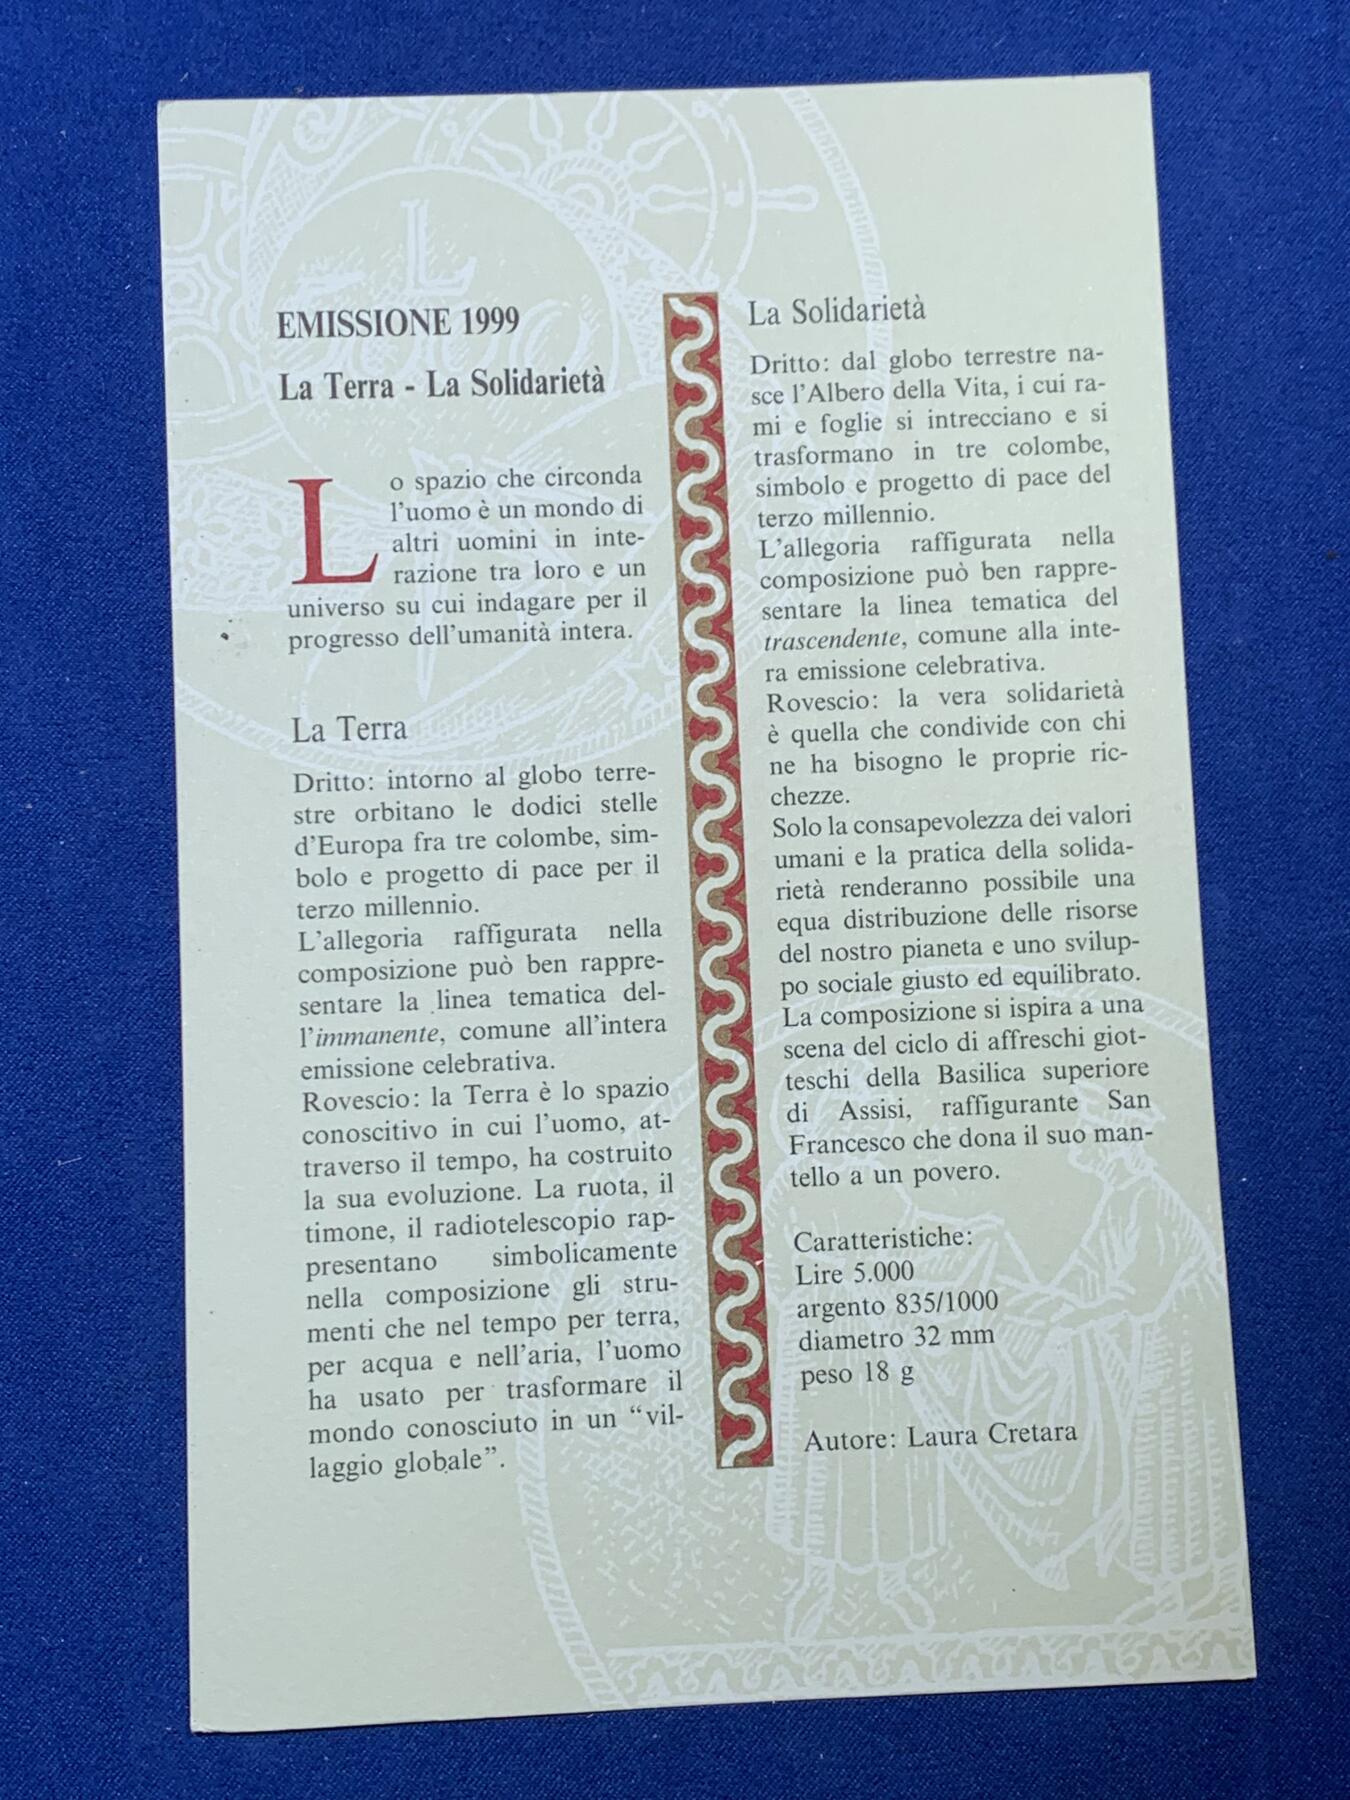 EMISSIONE 1999
La Terra - La Solidarietà
Lo spazio che circonda
l'uomo è un mondo di
altri uomini in inte-
razione tra loro e un
universo su cui indagare per il
progresso dell'umanità intera.
La Terra
Dritto: intorno al globo terre-
stre orbitano le dodici stelle
d'Europa fra tre colombe, sim-
bolo e progetto di pace per il
terzo millennio.
L'allegoria raffigurata nella
composizione può ben rappre-
sentare la linea tematica del-
l'immanente, comune all'intera
emissione celebrativa.
Rovescio: la Terra è lo spazio
conoscitivo in cui l'uomo, at-
traverso il tempo, ha costruito
la sua evoluzione. La ruota, il
timone, il radiotelescopio rap-
presentano simbolicamente
nella composizione gli stru-
menti che nel tempo per terra,
per acqua e nell'aria, l'uomo
ha usato per trasformare il
mondo conosciuto in un “vil-
laggio globale”.
La Solidarietà
Dritto: dal globo terrestre na-
sce l'Albero della Vita, i cui ra-
mi e foglie si intrecciano e si
trasformano in tre colombe,
simbolo e progetto di pace del
terzo millennio.
L'allegoria raffigurata nella
composizione può ben rappre-
sentare la linea tematica del
trascendente, comune alla inte-
ra emissione celebrativa.
Rovescio: la vera solidarietà
è quella che condivide con chi
ne ha bisogno le proprie ric-
chezze.
Solo la consapevolezza dei valori
umani e la pratica della solida-
rietà renderanno possibile una
equa distribuzione delle risorse
del nostro pianeta e uno svilup-
po sociale giusto ed equilibrato.
La composizione si ispira a una
scena del ciclo di affreschi giot-
teschi della Basilica superiore
di Assisi, raffigurante San
Francesco che dona il suo man-
tello a un povero.
Caratteristiche:
Lire 5.000
argento 835/1000
diametro 32 mm
peso 18 g
Autore: Laura Cretara
L
5000